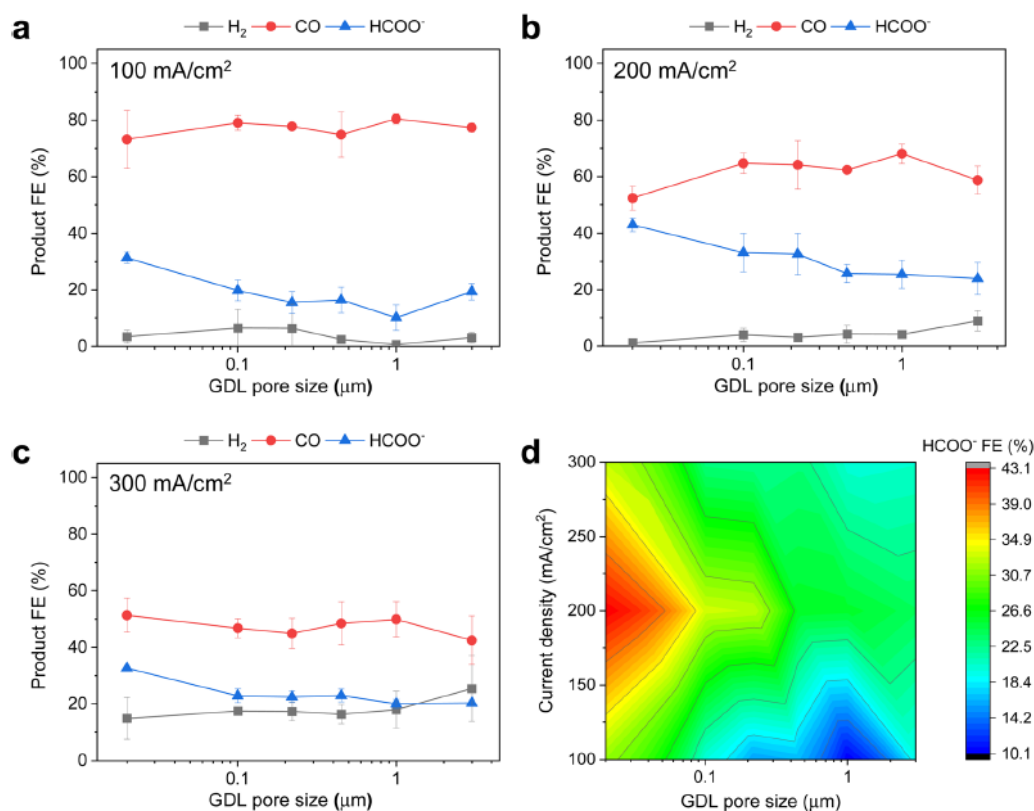 a
H₂ CO HCOO⁻
100 mA/cm²
Product FE (%)
100
80
60
40
20
0
0.1 1
GDL pore size (μm)
b
H₂ CO HCOO⁻
200 mA/cm²
Product FE (%)
100
80
60
40
20
0
0.1 1
GDL pore size (μm)
c
H₂ CO HCOO⁻
300 mA/cm²
Product FE (%)
100
80
60
40
20
0
0.1 1
GDL pore size (μm)
d
HCOO⁻ FE (%)
Current density (mA/cm²)
300
250
200
150
100
0.1 1
GDL pore size (μm)
43.1
39.0
34.9
30.7
26.6
22.5
18.4
14.2
10.1